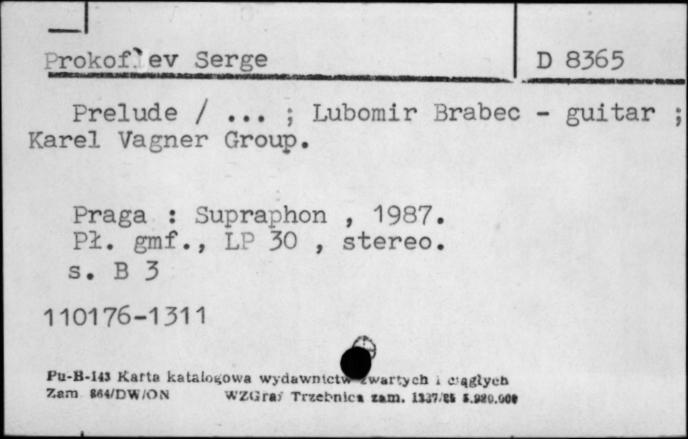 Prokof`ev Serge
D 8365
Prelude / ... ; Lubomir Brabec - guitar ;
Karel Vagner Group.
Praga : Supraphon , 1987.
Pł. gmf., LP 30 , stereo.
s. B 3
110176-1311
Pu-B-143 Karta katalogowa wydawnictw zwartych i ciągłych
Zam. 864/DW/ON WZGraf Trzebnica zam. 1337/85 5.980.000